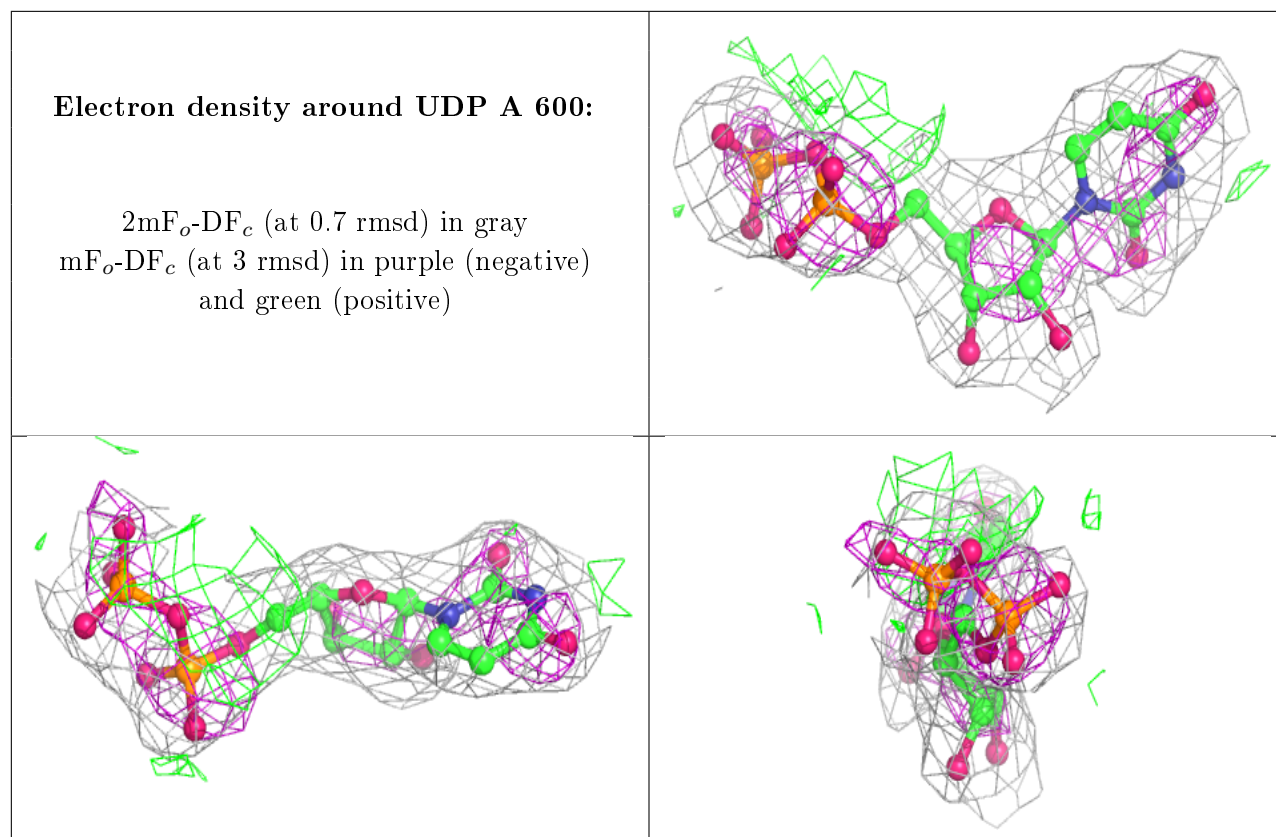 Electron density around UDP A 600:
2mFₒ-DF𝒸 (at 0.7 rmsd) in gray
mFₒ-DF𝒸 (at 3 rmsd) in purple (negative)
and green (positive)